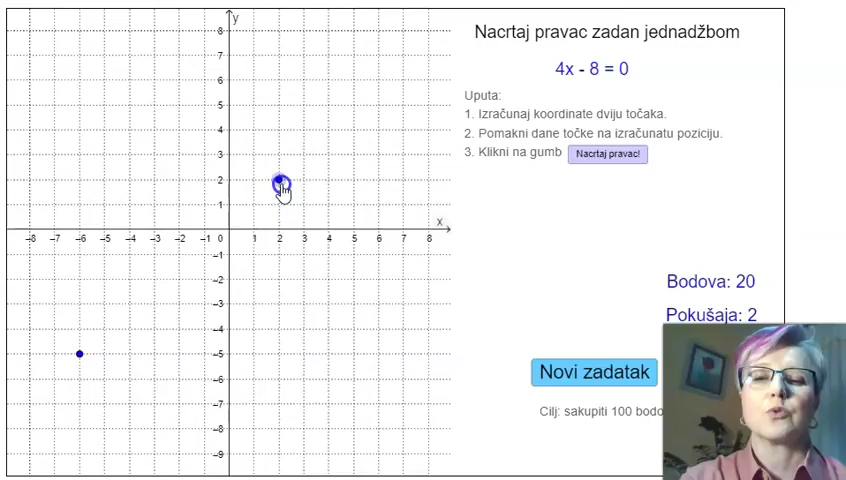 Nacrtaj pravac zadan jednadžbom
4x - 8 = 0
Uputa:
1. Izračunaj koordinate dviju točaka.
2. Pomakni dane točke na izračunatu poziciju.
3. Klikni na gumb Nacrtaj pravac!
Bodova: 20
Pokušaja: 2
Novi zadatak
Cilj: sakupiti 100
y
8
7
6
5
4
3
2
1
x
−8 −7 −6 −5 −4 −3 −2 −1 0 1 2 3 4 5 6 7 8
−1
−2
−3
−4
−5
−6
−7
−8
−9